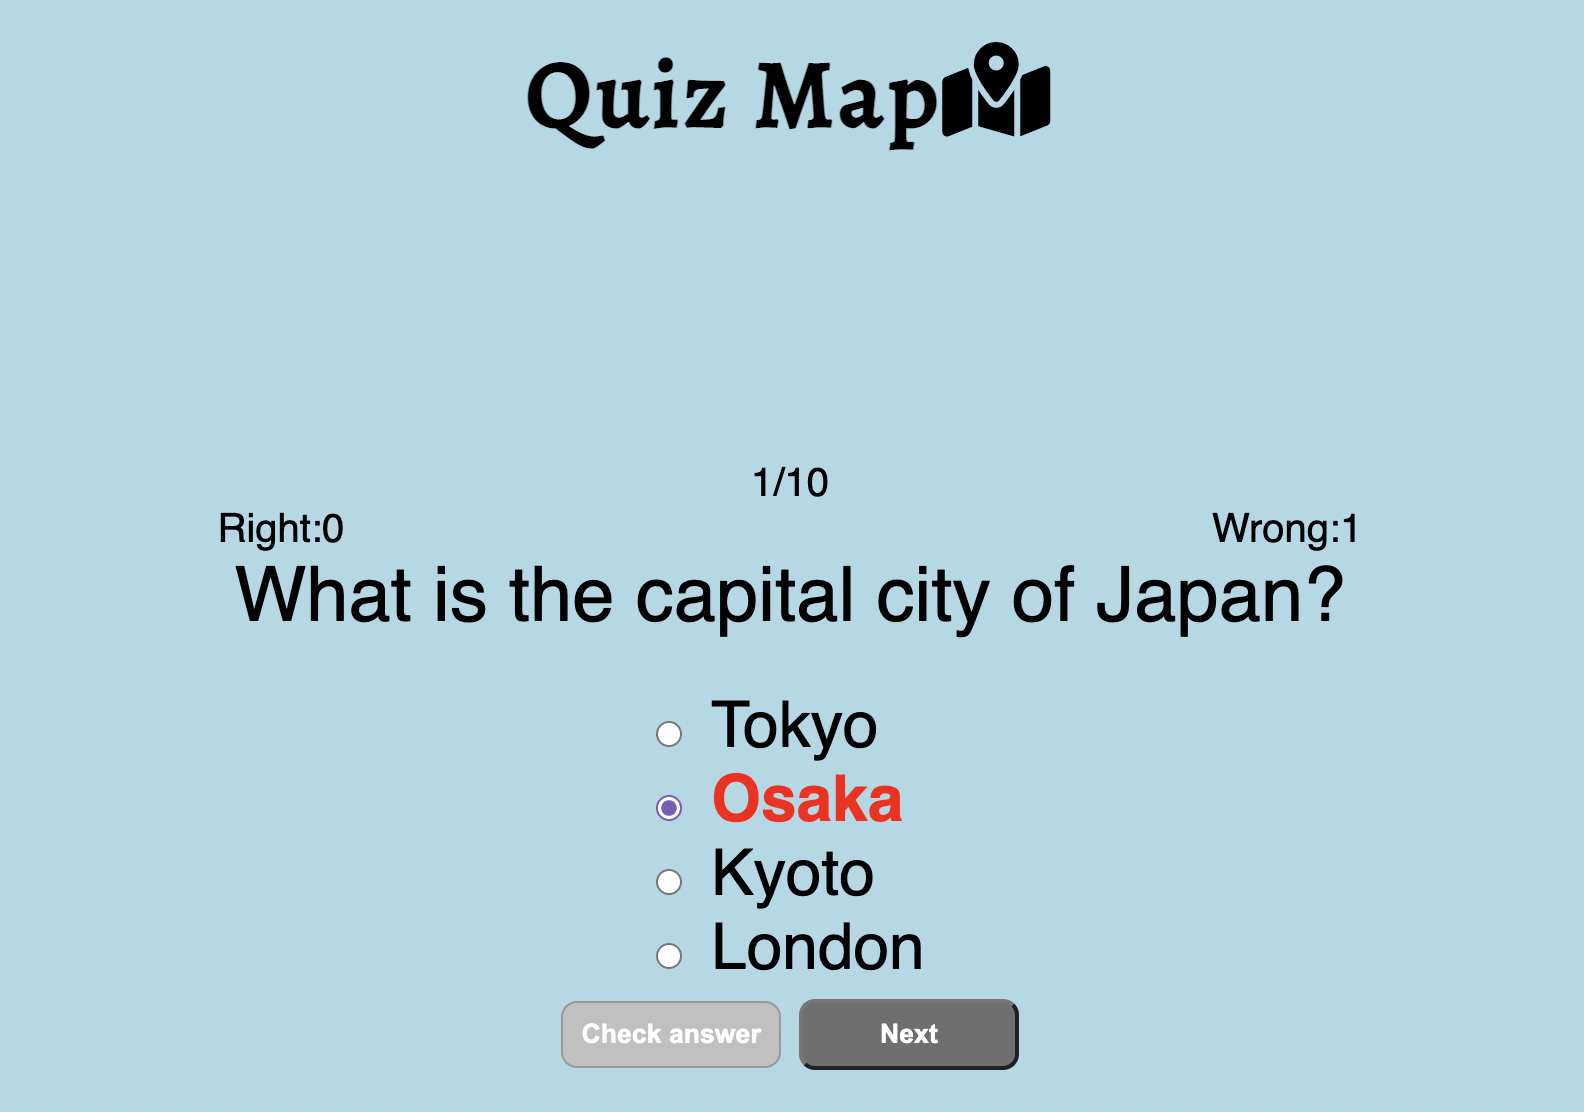 Quiz Map
1/10
Right:0 Wrong:1
What is the capital city of Japan?
Tokyo
Osaka
Kyoto
London
Check answer Next